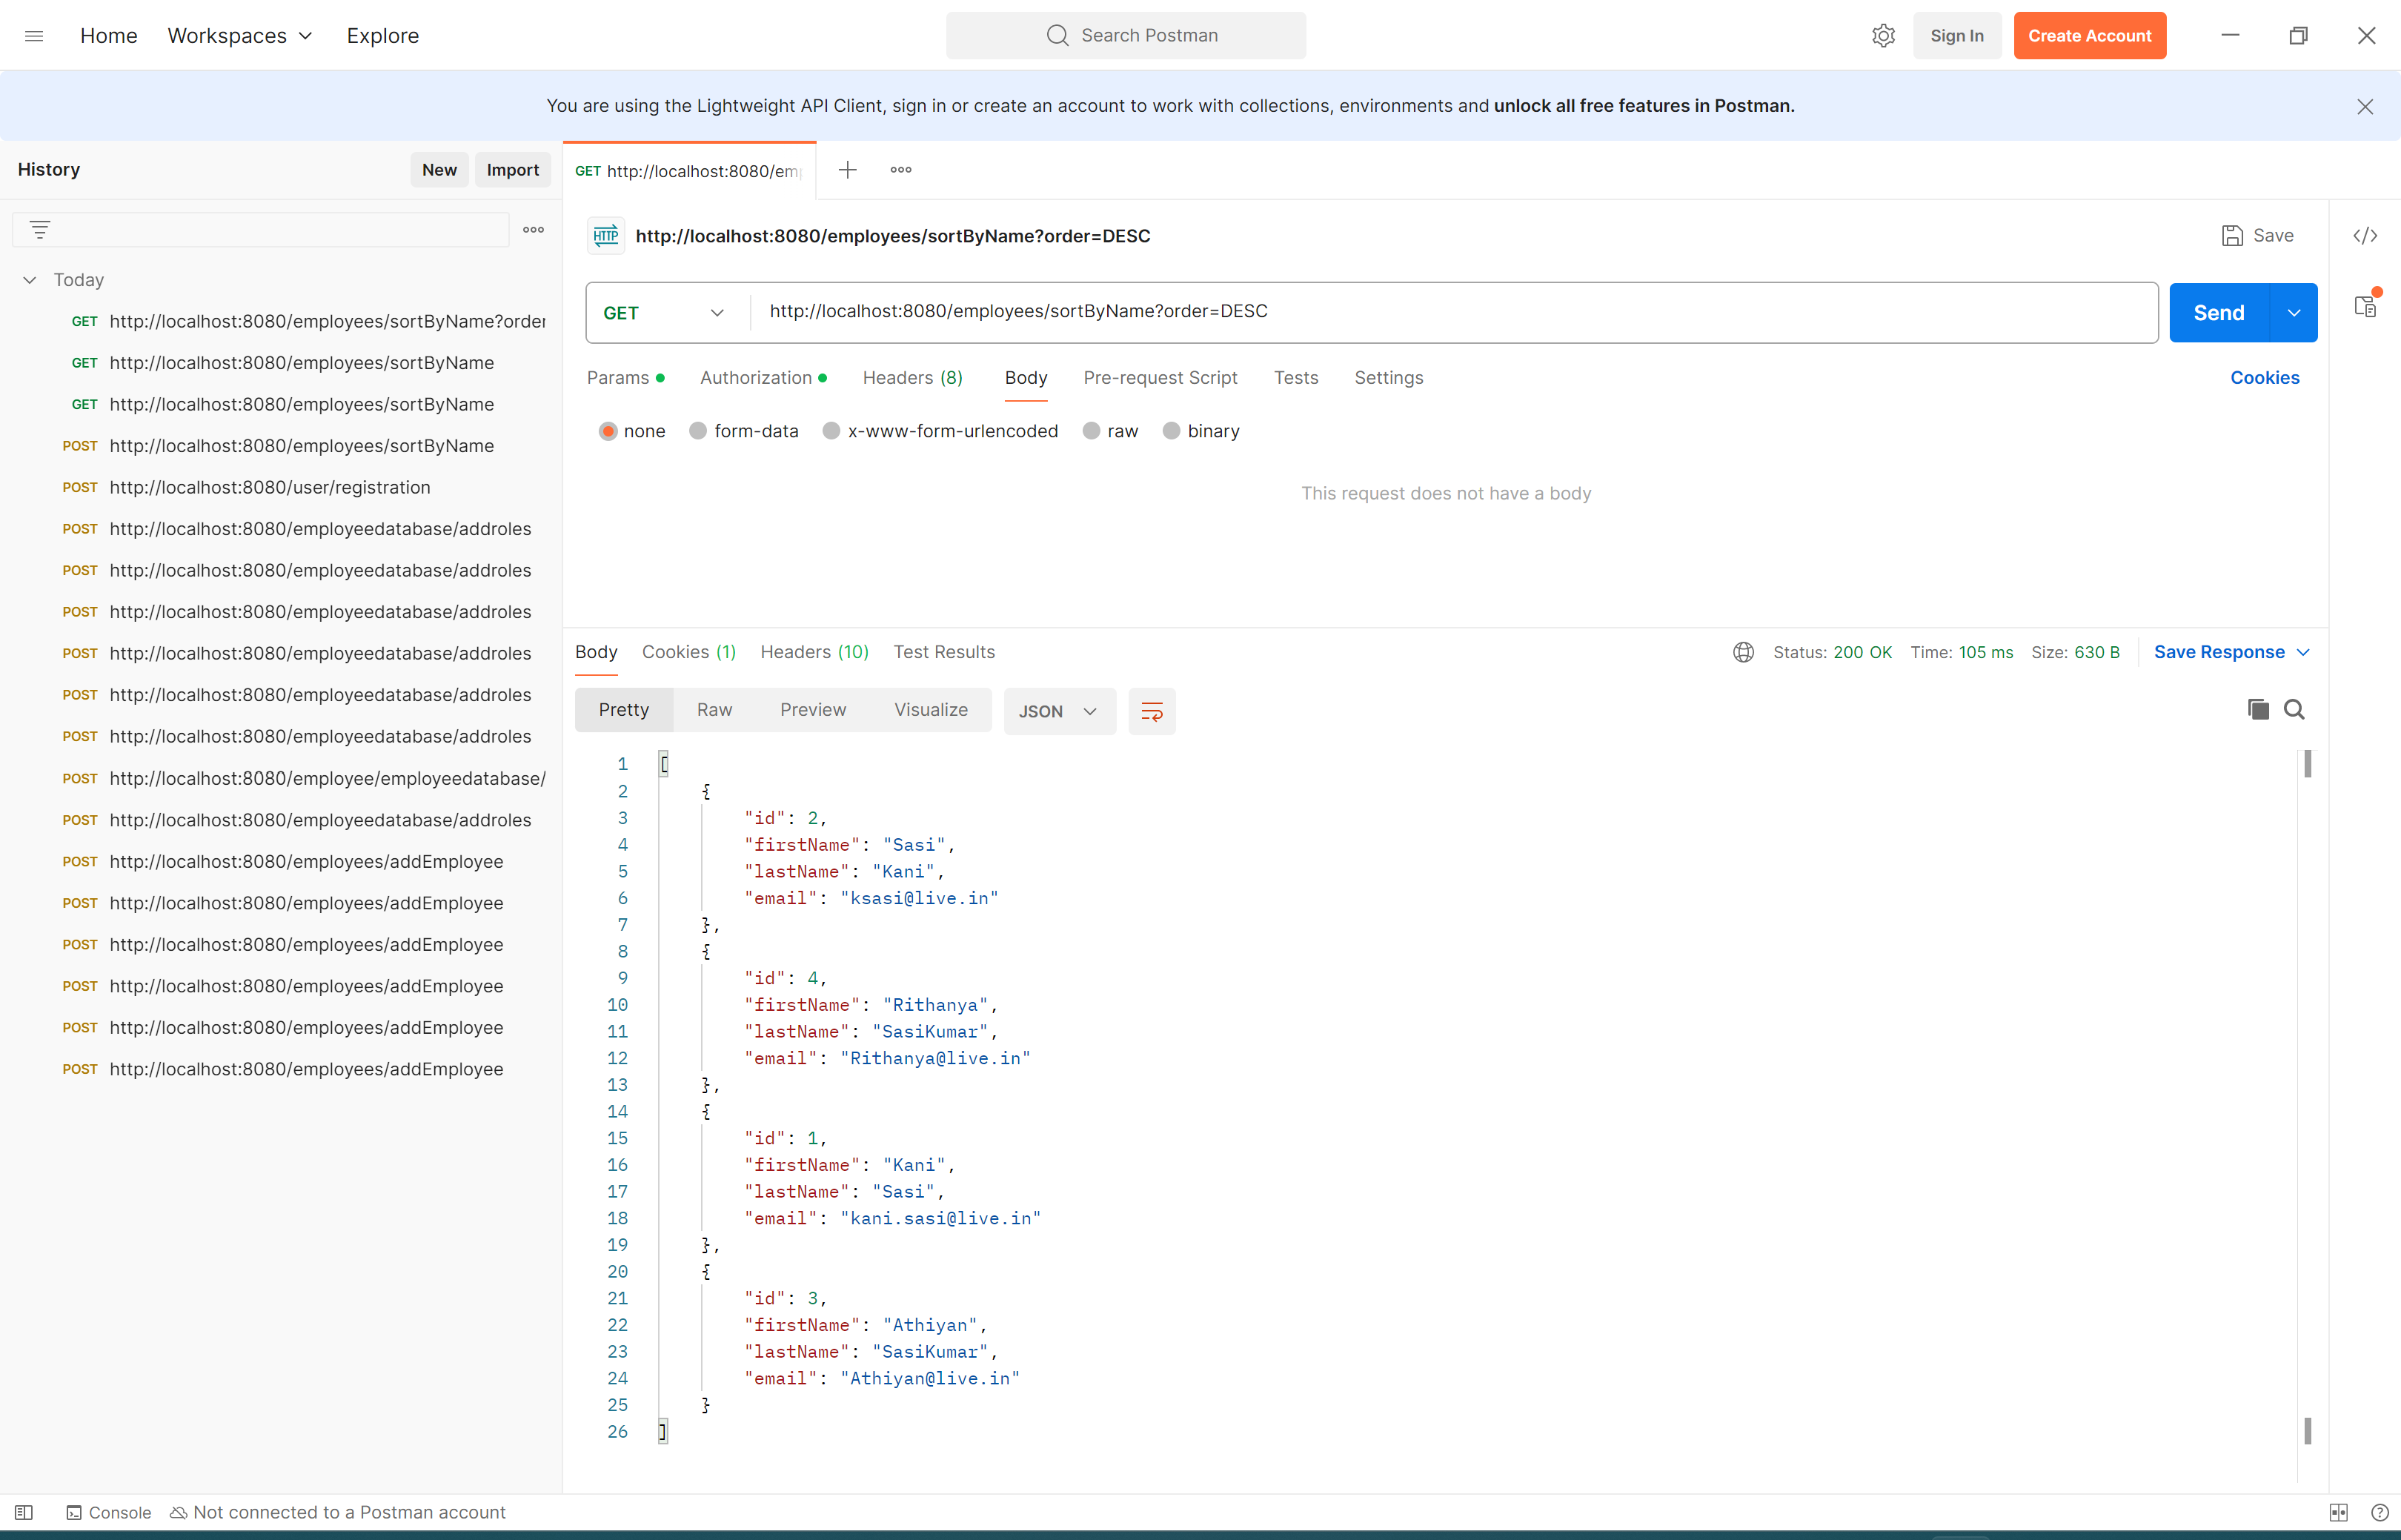 Home Workspaces Explore Search Postman Sign In Create Account
You are using the Lightweight API Client, sign in or create an account to work with collections, environments and unlock all free features in Postman.
History New Import
Today
GET http://localhost:8080/employees/sortByName?order
GET http://localhost:8080/employees/sortByName
GET http://localhost:8080/employees/sortByName
POST http://localhost:8080/employees/sortByName
POST http://localhost:8080/user/registration
POST http://localhost:8080/employeedatabase/addroles
POST http://localhost:8080/employeedatabase/addroles
POST http://localhost:8080/employeedatabase/addroles
POST http://localhost:8080/employeedatabase/addroles
POST http://localhost:8080/employeedatabase/addroles
POST http://localhost:8080/employeedatabase/addroles
POST http://localhost:8080/employee/employeedatabase/
POST http://localhost:8080/employeedatabase/addroles
POST http://localhost:8080/employees/addEmployee
POST http://localhost:8080/employees/addEmployee
POST http://localhost:8080/employees/addEmployee
POST http://localhost:8080/employees/addEmployee
POST http://localhost:8080/employees/addEmployee
POST http://localhost:8080/employees/addEmployee
GET http://localhost:8080/em
HTTP http://localhost:8080/employees/sortByName?order=DESC Save
GET http://localhost:8080/employees/sortByName?order=DESC Send
Params Authorization Headers (8) Body Pre-request Script Tests Settings Cookies
none form-data x-www-form-urlencoded raw binary
This request does not have a body
Body Cookies (1) Headers (10) Test Results Status: 200 OK Time: 105 ms Size: 630 B Save Response
Pretty Raw Preview Visualize JSON
1 [
2 {
3 "id": 2,
4 "firstName": "Sasi",
5 "lastName": "Kani",
6 "email": "ksasi@live.in"
7 },
8 {
9 "id": 4,
10 "firstName": "Rithanya",
11 "lastName": "SasiKumar",
12 "email": "Rithanya@live.in"
13 },
14 {
15 "id": 1,
16 "firstName": "Kani",
17 "lastName": "Sasi",
18 "email": "kani.sasi@live.in"
19 },
20 {
21 "id": 3,
22 "firstName": "Athiyan",
23 "lastName": "SasiKumar",
24 "email": "Athiyan@live.in"
25 }
26 ]
Console Not connected to a Postman account